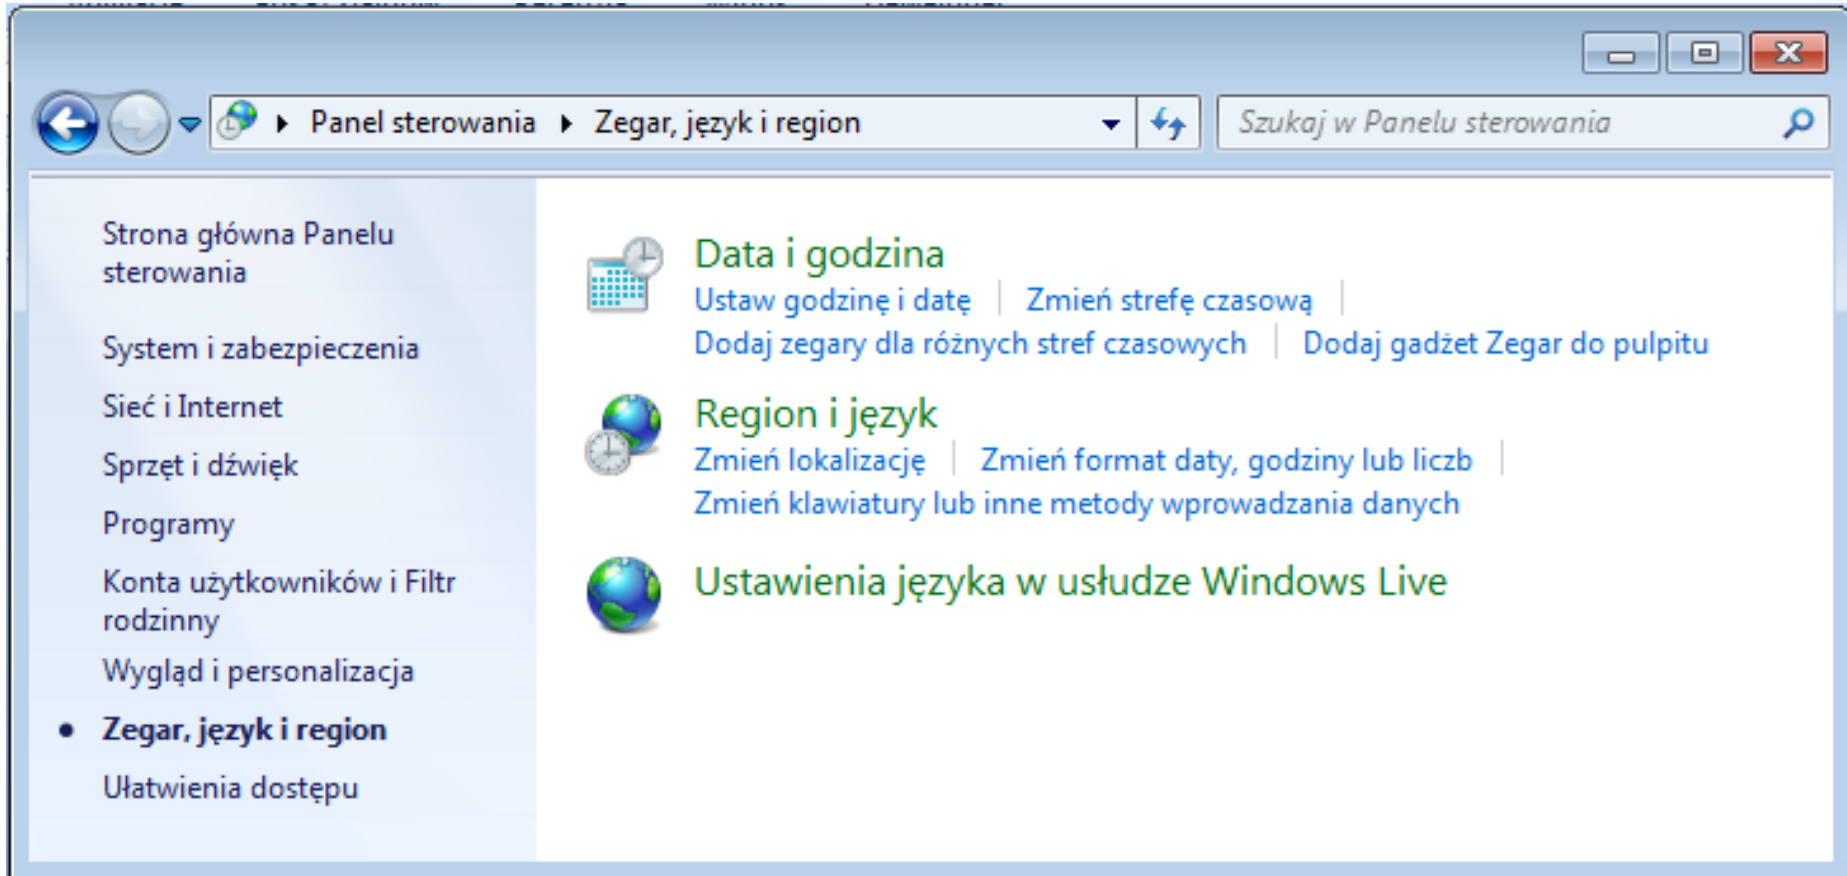 Panel sterowania Zegar, język i region
Szukaj w Panelu sterowania
Strona główna Panelu
sterowania
System i zabezpieczenia
Sieć i Internet
Sprzęt i dźwięk
Programy
Konta użytkowników i Filtr
rodzinny
Wygląd i personalizacja
Zegar, język i region
Ułatwienia dostępu
Data i godzina
Ustaw godzinę i datę Zmień strefę czasową
Dodaj zegary dla różnych stref czasowych Dodaj gadżet Zegar do pulpitu
Region i język
Zmień lokalizację Zmień format daty, godziny lub liczb
Zmień klawiatury lub inne metody wprowadzania danych
Ustawienia języka w usłudze Windows Live